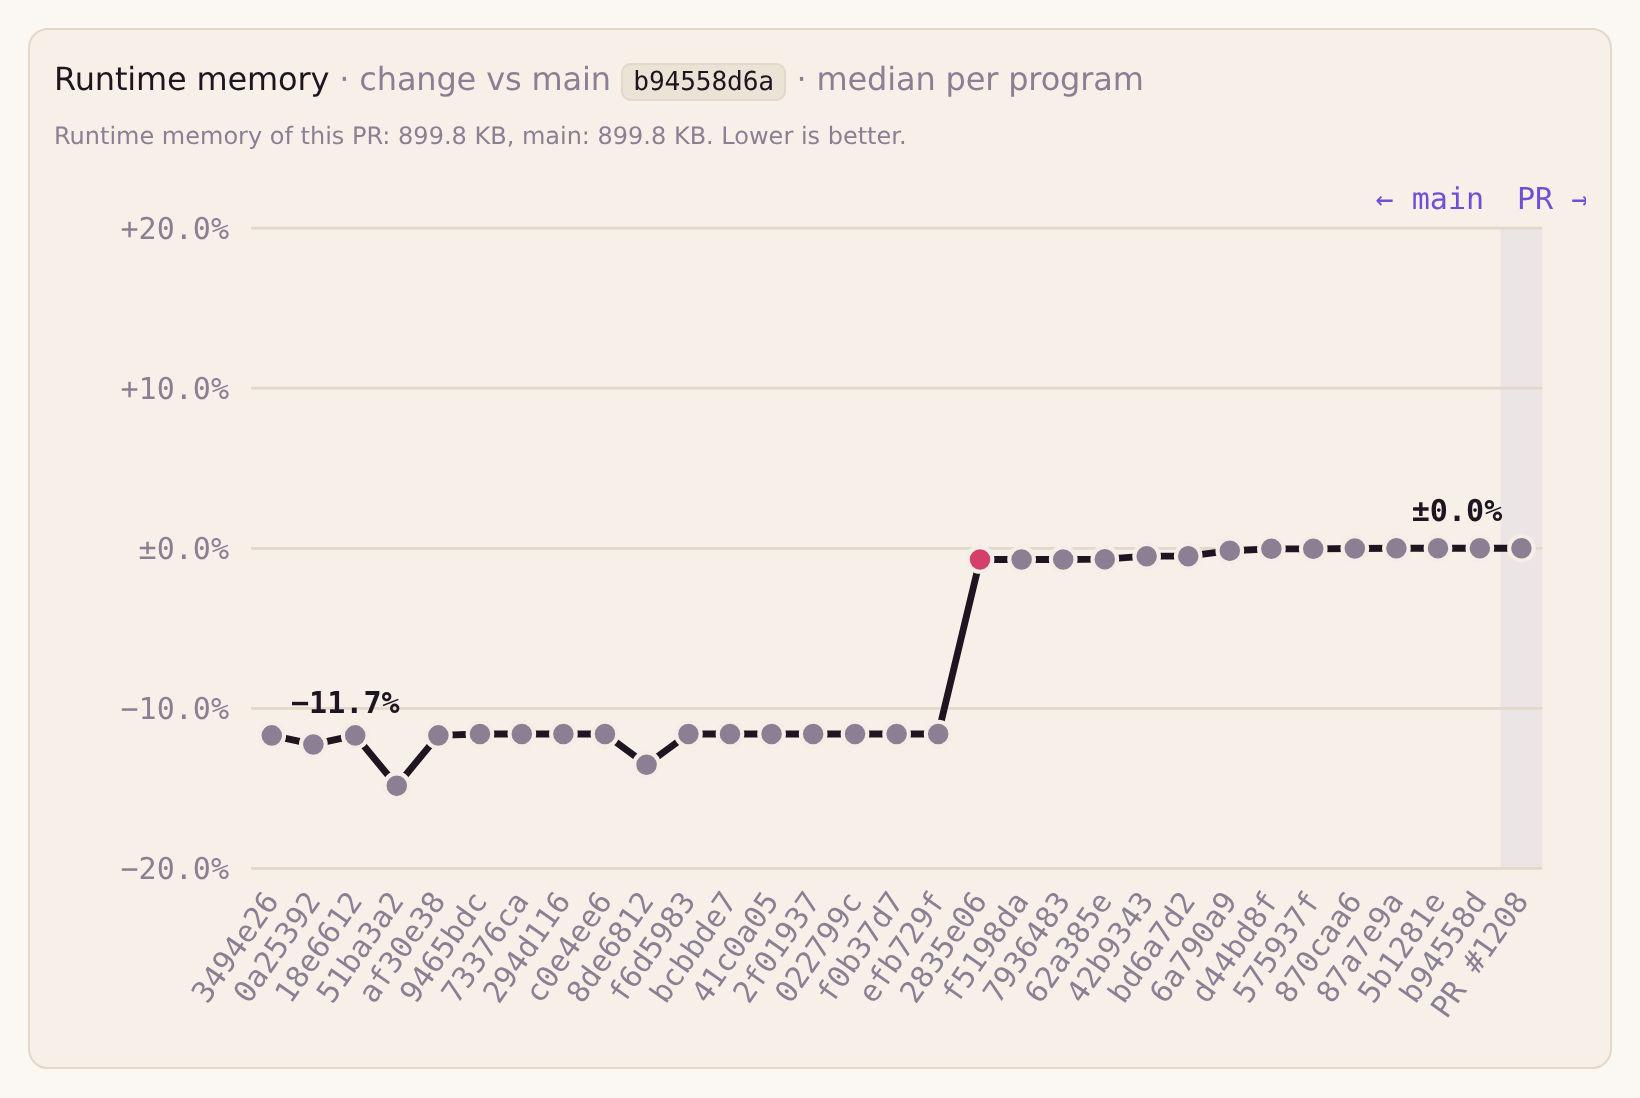 Runtime memory · change vs main b94558d6a · median per program
Runtime memory of this PR: 899.8 KB, main: 899.8 KB. Lower is better.
← main PR →
+20.0%
+10.0%
±0.0%
±0.0%
−10.0%
−11.7%
−20.0%
3494e26
0a25392
18e6612
51ba3a2
af30e38
9465bdc
73376ca
294d116
c0e4ee6
8de6812
f6d5983
bcbbde7
41c0a05
2f01937
022799c
f0b37d7
efb729f
2835e06
f5198da
7936483
62a385e
42b9343
bd6a7d2
6a790a9
d44bd8f
575937f
870caa6
87a7e9a
5b1281e
b94558d
PR #1208